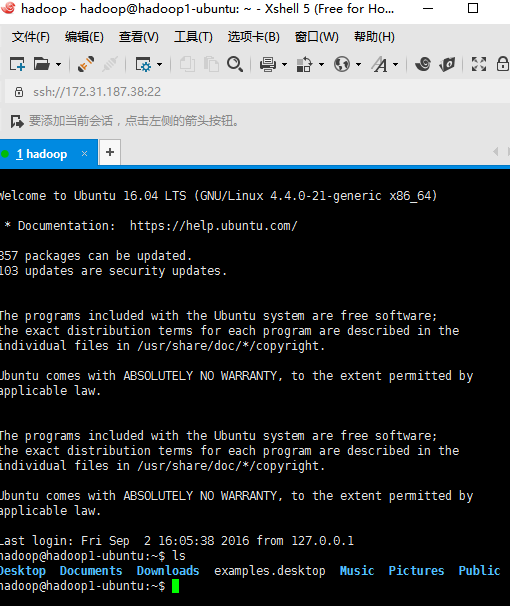 hadoop - hadoop@hadoop1-ubuntu: ~ - Xshell 5 (Free for Ho...
文件(F) 编辑(E) 查看(V) 工具(T) 选项卡(B) 窗口(W) 帮助(H)
ssh://172.31.187.38:22
要添加当前会话，点击左侧的箭头按钮。
1 hadoop × +
Welcome to Ubuntu 16.04 LTS (GNU/Linux 4.4.0-21-generic x86_64)
* Documentation: https://help.ubuntu.com/
357 packages can be updated.
103 updates are security updates.
The programs included with the Ubuntu system are free software;
the exact distribution terms for each program are described in the
individual files in /usr/share/doc/*/copyright.
Ubuntu comes with ABSOLUTELY NO WARRANTY, to the extent permitted by
applicable law.
The programs included with the Ubuntu system are free software;
the exact distribution terms for each program are described in the
individual files in /usr/share/doc/*/copyright.
Ubuntu comes with ABSOLUTELY NO WARRANTY, to the extent permitted by
applicable law.
Last login: Fri Sep  2 16:05:38 2016 from 127.0.0.1
hadoop@hadoop1-ubuntu:~$ ls
Desktop Documents Downloads examples.desktop Music Pictures Public
hadoop@hadoop1-ubuntu:~$